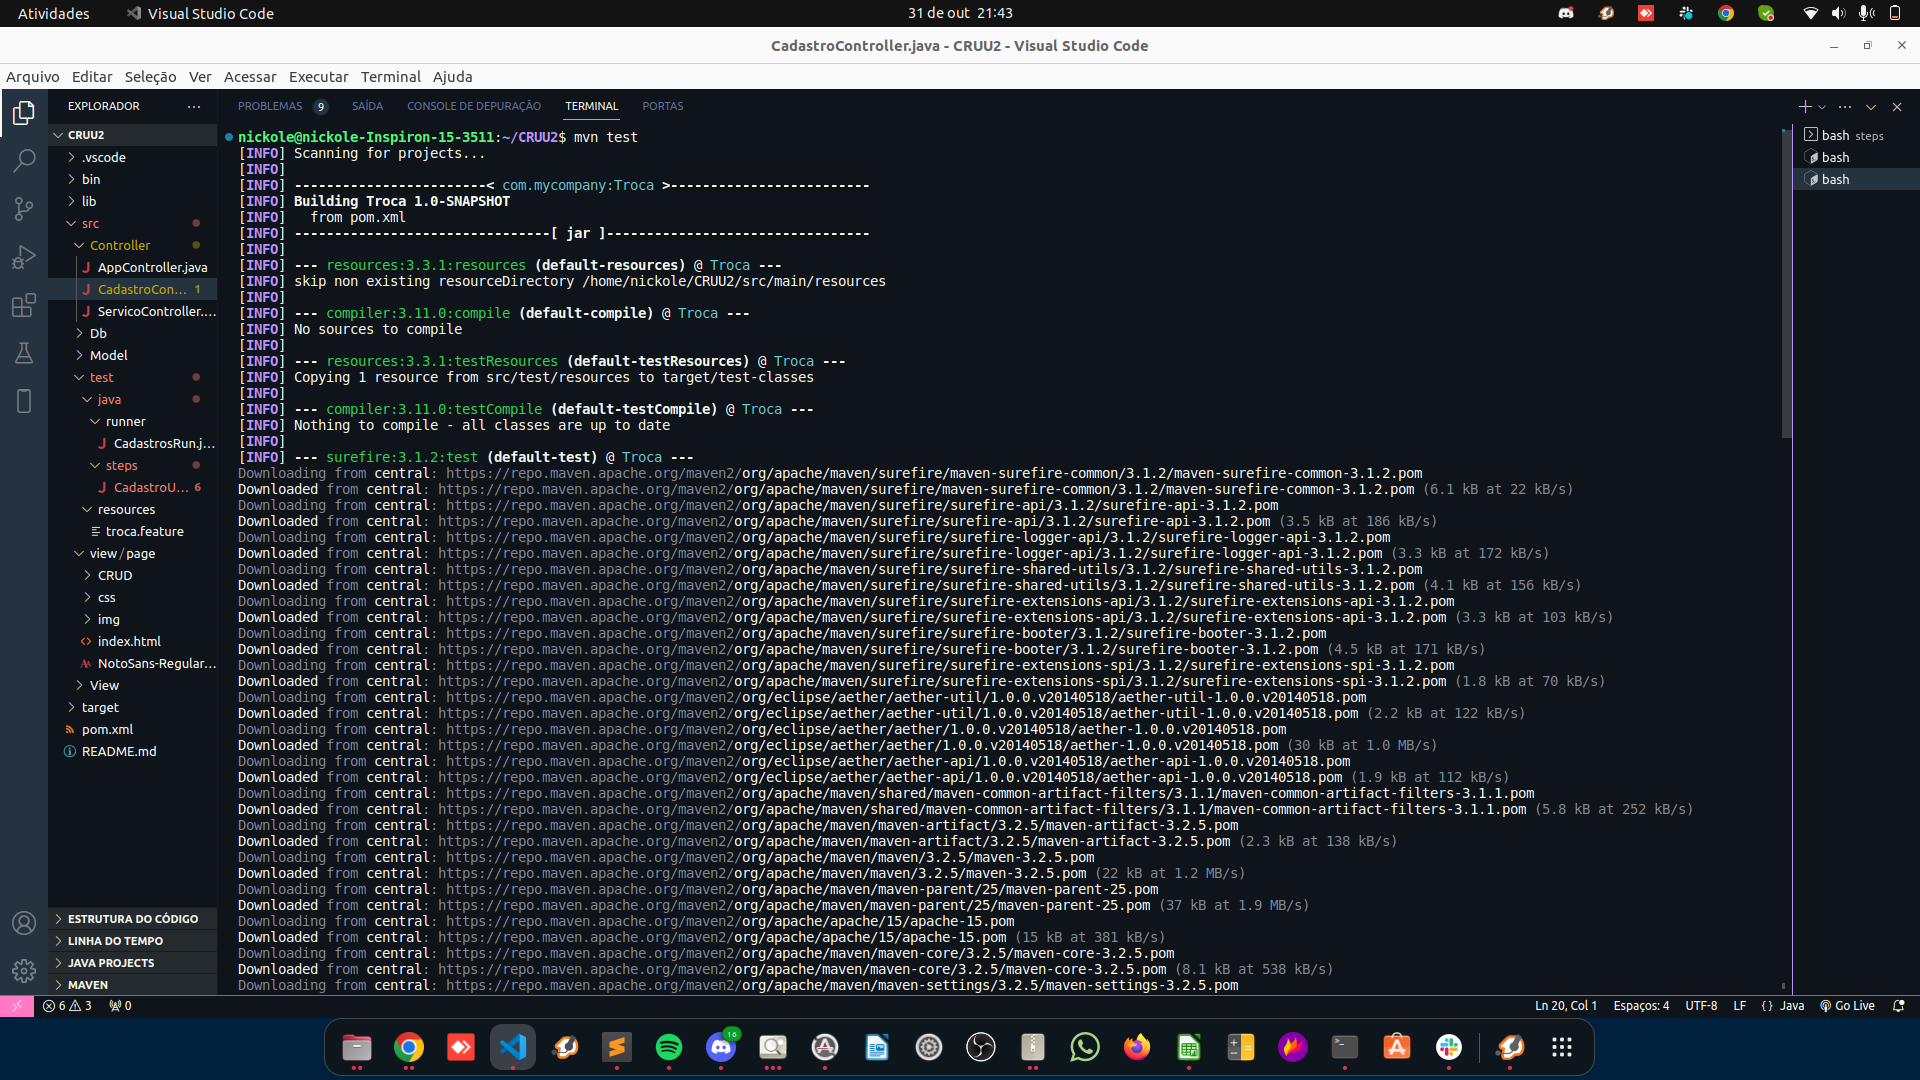 Atividades
Visual Studio Code
31 de out 21:43
CadastroController.java - CRUU2 - Visual Studio Code
Arquivo Editar Seleção Ver Acessar Executar Terminal Ajuda
EXPLORADOR
CRUU2
.vscode
bin
lib
src
Controller
AppController.java
CadastroCon... 1
ServicoController....
Db
Model
test
java
runner
CadastrosRun.j...
steps
CadastroU... 6
resources
troca.feature
view/page
CRUD
css
img
index.html
NotoSans-Regular...
View
target
pom.xml
README.md
ESTRUTURA DO CÓDIGO
LINHA DO TEMPO
JAVA PROJECTS
MAVEN
PROBLEMAS 9 SAÍDA CONSOLE DE DEPURAÇÃO TERMINAL PORTAS
nickole@nickole-Inspiron-15-3511:~/CRUU2$ mvn test
[INFO] Scanning for projects...
[INFO]
[INFO] ------------------------< com.mycompany:Troca >-------------------------
[INFO] Building Troca 1.0-SNAPSHOT
[INFO]   from pom.xml
[INFO] --------------------------------[ jar ]---------------------------------
[INFO]
[INFO] --- resources:3.3.1:resources (default-resources) @ Troca ---
[INFO] skip non existing resourceDirectory /home/nickole/CRUU2/src/main/resources
[INFO]
[INFO] --- compiler:3.11.0:compile (default-compile) @ Troca ---
[INFO] No sources to compile
[INFO]
[INFO] --- resources:3.3.1:testResources (default-testResources) @ Troca ---
[INFO] Copying 1 resource from src/test/resources to target/test-classes
[INFO]
[INFO] --- compiler:3.11.0:testCompile (default-testCompile) @ Troca ---
[INFO] Nothing to compile - all classes are up to date
[INFO]
[INFO] --- surefire:3.1.2:test (default-test) @ Troca ---
Downloading from central: https://repo.maven.apache.org/maven2/org/apache/maven/surefire/maven-surefire-common/3.1.2/maven-surefire-common-3.1.2.pom
Downloaded from central: https://repo.maven.apache.org/maven2/org/apache/maven/surefire/maven-surefire-common/3.1.2/maven-surefire-common-3.1.2.pom (6.1 kB at 22 kB/s)
Downloading from central: https://repo.maven.apache.org/maven2/org/apache/maven/surefire/surefire-api/3.1.2/surefire-api-3.1.2.pom
Downloaded from central: https://repo.maven.apache.org/maven2/org/apache/maven/surefire/surefire-api/3.1.2/surefire-api-3.1.2.pom (3.5 kB at 186 kB/s)
Downloading from central: https://repo.maven.apache.org/maven2/org/apache/maven/surefire/surefire-logger-api/3.1.2/surefire-logger-api-3.1.2.pom
Downloaded from central: https://repo.maven.apache.org/maven2/org/apache/maven/surefire/surefire-logger-api/3.1.2/surefire-logger-api-3.1.2.pom (3.3 kB at 172 kB/s)
Downloading from central: https://repo.maven.apache.org/maven2/org/apache/maven/surefire/surefire-shared-utils/3.1.2/surefire-shared-utils-3.1.2.pom
Downloaded from central: https://repo.maven.apache.org/maven2/org/apache/maven/surefire/surefire-shared-utils/3.1.2/surefire-shared-utils-3.1.2.pom (4.1 kB at 156 kB/s)
Downloading from central: https://repo.maven.apache.org/maven2/org/apache/maven/surefire/surefire-extensions-api/3.1.2/surefire-extensions-api-3.1.2.pom
Downloaded from central: https://repo.maven.apache.org/maven2/org/apache/maven/surefire/surefire-extensions-api/3.1.2/surefire-extensions-api-3.1.2.pom (3.3 kB at 103 kB/s)
Downloading from central: https://repo.maven.apache.org/maven2/org/apache/maven/surefire/surefire-booter/3.1.2/surefire-booter-3.1.2.pom
Downloaded from central: https://repo.maven.apache.org/maven2/org/apache/maven/surefire/surefire-booter/3.1.2/surefire-booter-3.1.2.pom (4.5 kB at 171 kB/s)
Downloading from central: https://repo.maven.apache.org/maven2/org/apache/maven/surefire/surefire-extensions-spi/3.1.2/surefire-extensions-spi-3.1.2.pom
Downloaded from central: https://repo.maven.apache.org/maven2/org/apache/maven/surefire/surefire-extensions-spi/3.1.2/surefire-extensions-spi-3.1.2.pom (1.8 kB at 70 kB/s)
Downloading from central: https://repo.maven.apache.org/maven2/org/eclipse/aether/aether-util/1.0.0.v20140518/aether-util-1.0.0.v20140518.pom
Downloaded from central: https://repo.maven.apache.org/maven2/org/eclipse/aether/aether-util/1.0.0.v20140518/aether-util-1.0.0.v20140518.pom (2.2 kB at 122 kB/s)
Downloading from central: https://repo.maven.apache.org/maven2/org/eclipse/aether/aether/1.0.0.v20140518/aether-1.0.0.v20140518.pom
Downloaded from central: https://repo.maven.apache.org/maven2/org/eclipse/aether/aether/1.0.0.v20140518/aether-1.0.0.v20140518.pom (30 kB at 1.0 MB/s)
Downloading from central: https://repo.maven.apache.org/maven2/org/eclipse/aether/aether-api/1.0.0.v20140518/aether-api-1.0.0.v20140518.pom
Downloaded from central: https://repo.maven.apache.org/maven2/org/eclipse/aether/aether-api/1.0.0.v20140518/aether-api-1.0.0.v20140518.pom (1.9 kB at 112 kB/s)
Downloading from central: https://repo.maven.apache.org/maven2/org/apache/maven/shared/maven-common-artifact-filters/3.1.1/maven-common-artifact-filters-3.1.1.pom
Downloaded from central: https://repo.maven.apache.org/maven2/org/apache/maven/shared/maven-common-artifact-filters/3.1.1/maven-common-artifact-filters-3.1.1.pom (5.8 kB at 252 kB/s)
Downloading from central: https://repo.maven.apache.org/maven2/org/apache/maven/maven-artifact/3.2.5/maven-artifact-3.2.5.pom
Downloaded from central: https://repo.maven.apache.org/maven2/org/apache/maven/maven-artifact/3.2.5/maven-artifact-3.2.5.pom (2.3 kB at 138 kB/s)
Downloading from central: https://repo.maven.apache.org/maven2/org/apache/maven/maven/3.2.5/maven-3.2.5.pom
Downloaded from central: https://repo.maven.apache.org/maven2/org/apache/maven/maven/3.2.5/maven-3.2.5.pom (22 kB at 1.2 MB/s)
Downloading from central: https://repo.maven.apache.org/maven2/org/apache/maven/maven-parent/25/maven-parent-25.pom
Downloaded from central: https://repo.maven.apache.org/maven2/org/apache/maven/maven-parent/25/maven-parent-25.pom (37 kB at 1.9 MB/s)
Downloading from central: https://repo.maven.apache.org/maven2/org/apache/apache/15/apache-15.pom
Downloaded from central: https://repo.maven.apache.org/maven2/org/apache/apache/15/apache-15.pom (15 kB at 381 kB/s)
Downloading from central: https://repo.maven.apache.org/maven2/org/apache/maven/maven-core/3.2.5/maven-core-3.2.5.pom
Downloaded from central: https://repo.maven.apache.org/maven2/org/apache/maven/maven-core/3.2.5/maven-core-3.2.5.pom (8.1 kB at 538 kB/s)
Downloading from central: https://repo.maven.apache.org/maven2/org/apache/maven/maven-settings/3.2.5/maven-settings-3.2.5.pom
bash steps
bash
bash
6 3 0
Ln 20, Col 1 Espaços: 4 UTF-8 LF {} Java Go Live
16